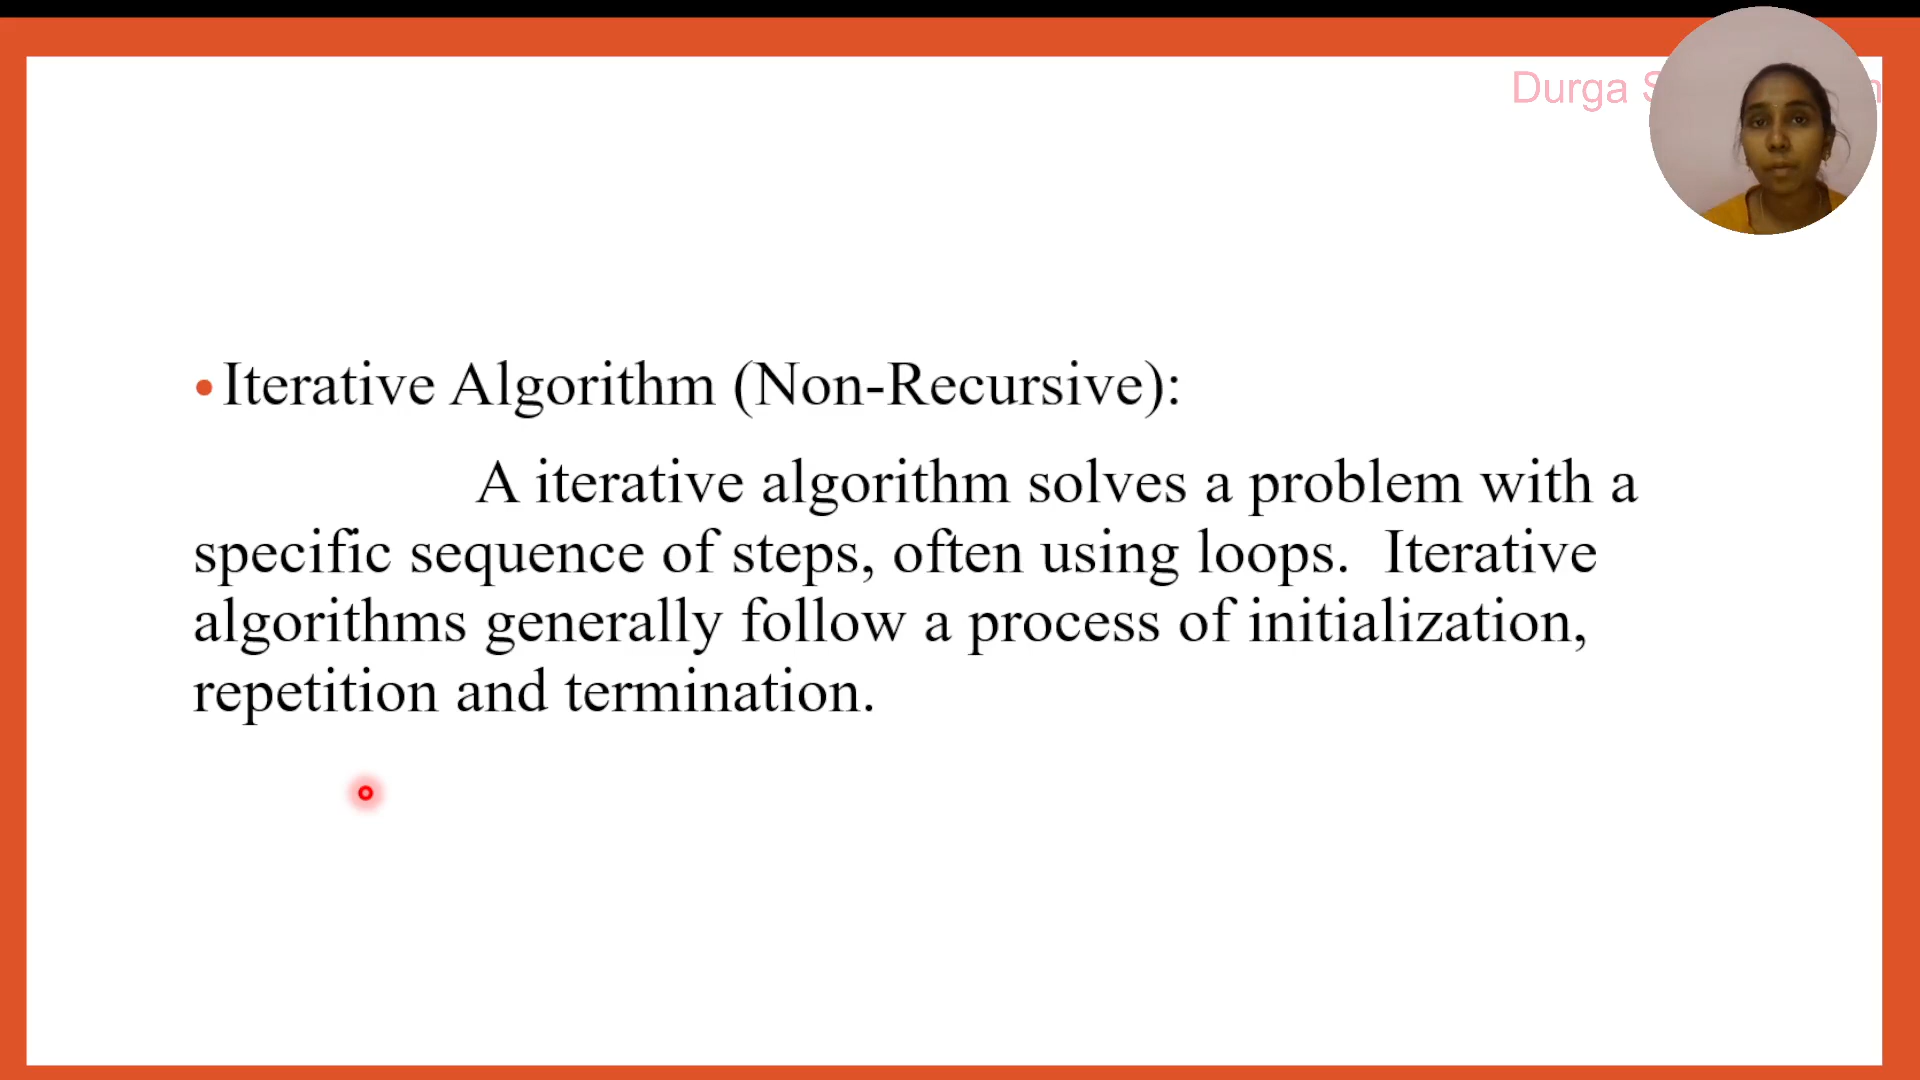 Durga
• Iterative Algorithm (Non-Recursive):
A iterative algorithm solves a problem with a
specific sequence of steps, often using loops. Iterative
algorithms generally follow a process of initialization,
repetition and termination.